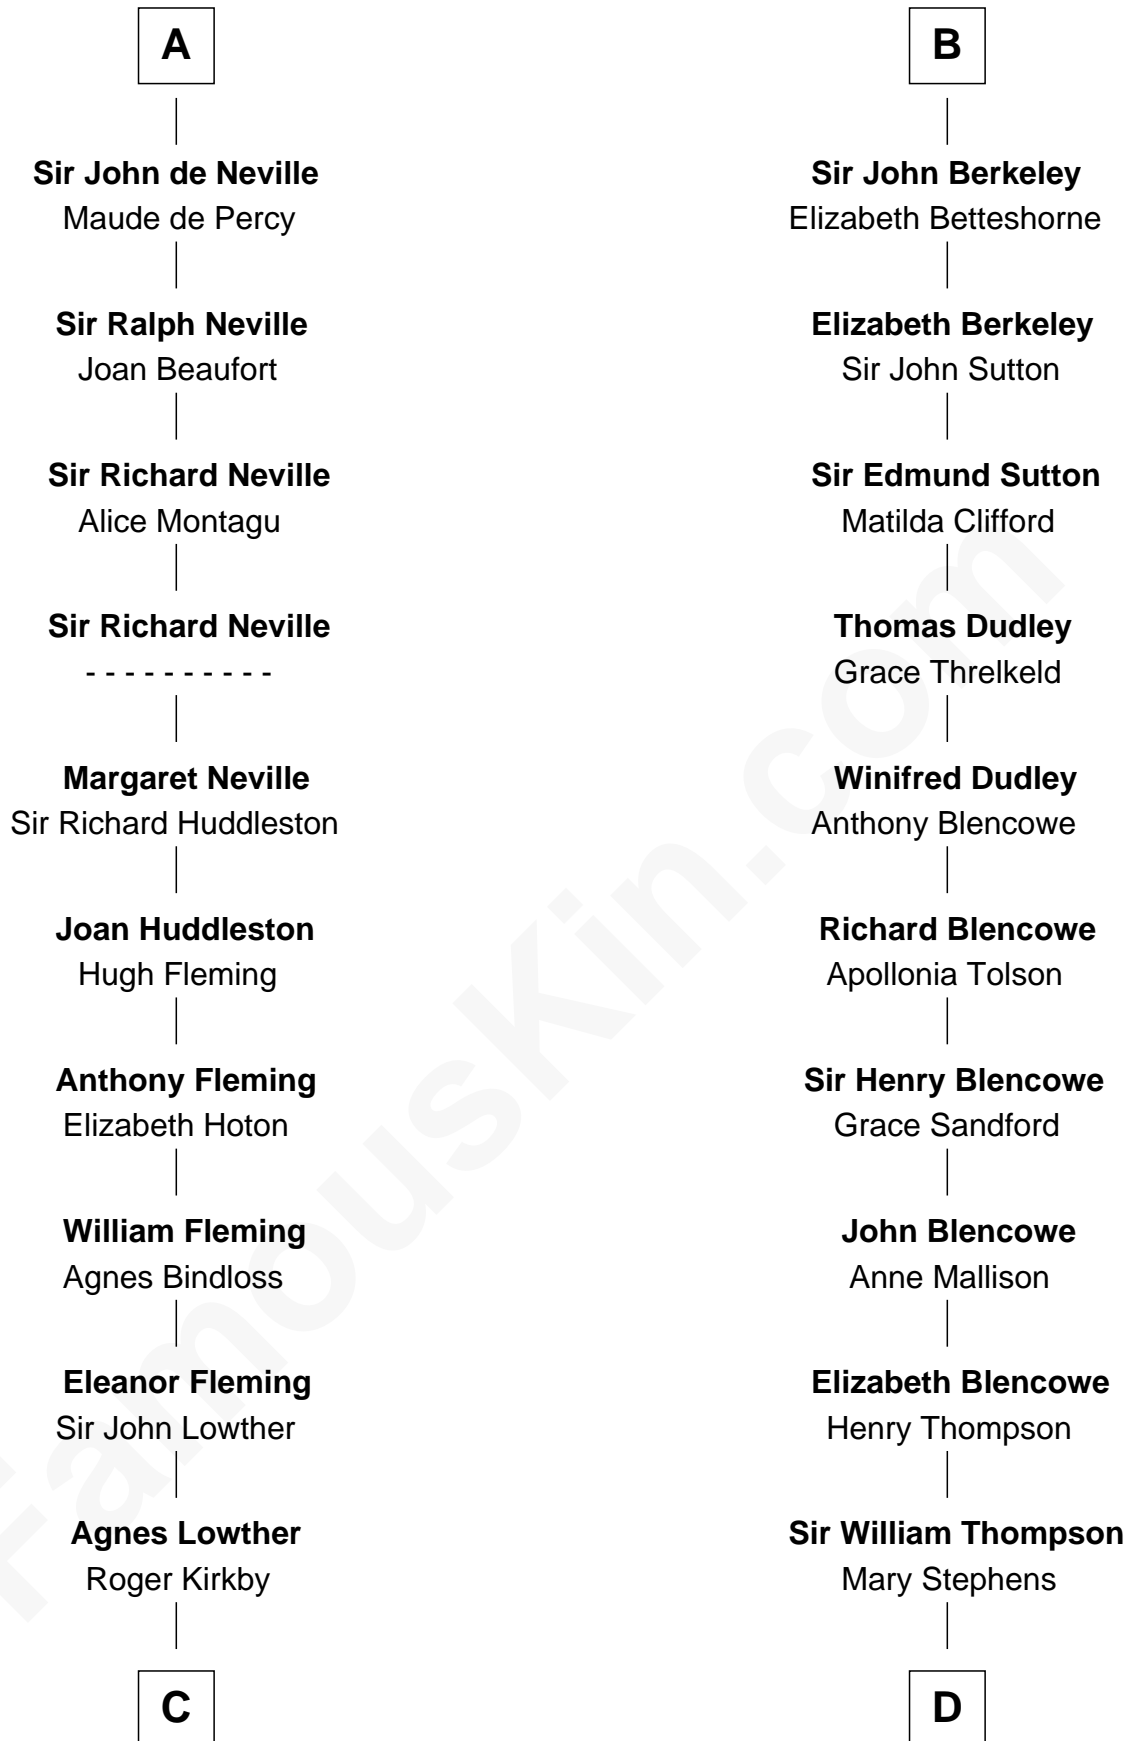 A
Sir John de Neville
Maude de Percy
Sir Ralph Neville
Joan Beaufort
Sir Richard Neville
Alice Montagu
Sir Richard Neville
- - - - - - - - - -
Margaret Neville
Sir Richard Huddleston
Joan Huddleston
Hugh Fleming
Anthony Fleming
Elizabeth Hoton
William Fleming
Agnes Bindloss
Eleanor Fleming
Sir John Lowther
Agnes Lowther
Roger Kirkby
C
B
Sir John Berkeley
Elizabeth Betteshorne
Elizabeth Berkeley
Sir John Sutton
Sir Edmund Sutton
Matilda Clifford
Thomas Dudley
Grace Threlkeld
Winifred Dudley
Anthony Blencowe
Richard Blencowe
Apollonia Tolson
Sir Henry Blencowe
Grace Sandford
John Blencowe
Anne Mallison
Elizabeth Blencowe
Henry Thompson
Sir William Thompson
Mary Stephens
D
FamousKin.com